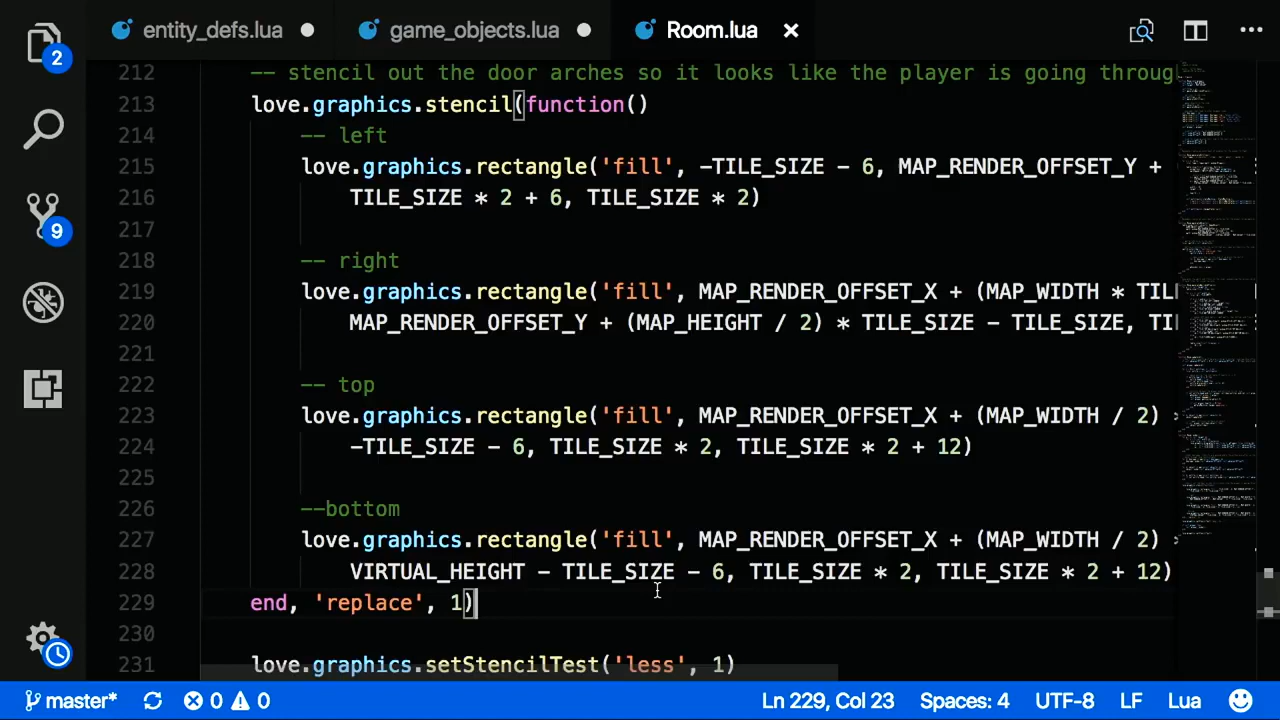 entity_defs.lua
game_objects.lua
Room.lua
2
9
212 -- stencil out the door arches so it looks like the player is going throug
213 love.graphics.stencil(function()
214 -- left
215 love.graphics.rectangle('fill', -TILE_SIZE - 6, MAP_RENDER_OFFSET_Y +
216 TILE_SIZE * 2 + 6, TILE_SIZE * 2)
217
218 -- right
219 love.graphics.rectangle('fill', MAP_RENDER_OFFSET_X + (MAP_WIDTH * TIL
220 MAP_RENDER_OFFSET_Y + (MAP_HEIGHT / 2) * TILE_SIZE - TILE_SIZE, TI
221
222 -- top
223 love.graphics.rectangle('fill', MAP_RENDER_OFFSET_X + (MAP_WIDTH / 2) *
224 -TILE_SIZE - 6, TILE_SIZE * 2, TILE_SIZE * 2 + 12)
225
226 --bottom
227 love.graphics.rectangle('fill', MAP_RENDER_OFFSET_X + (MAP_WIDTH / 2) *
228 VIRTUAL_HEIGHT - TILE_SIZE - 6, TILE_SIZE * 2, TILE_SIZE * 2 + 12)
229 end, 'replace', 1)
230
231 love.graphics.setStencilTest('less', 1)
master* 0 0 Ln 229, Col 23 Spaces: 4 UTF-8 LF Lua